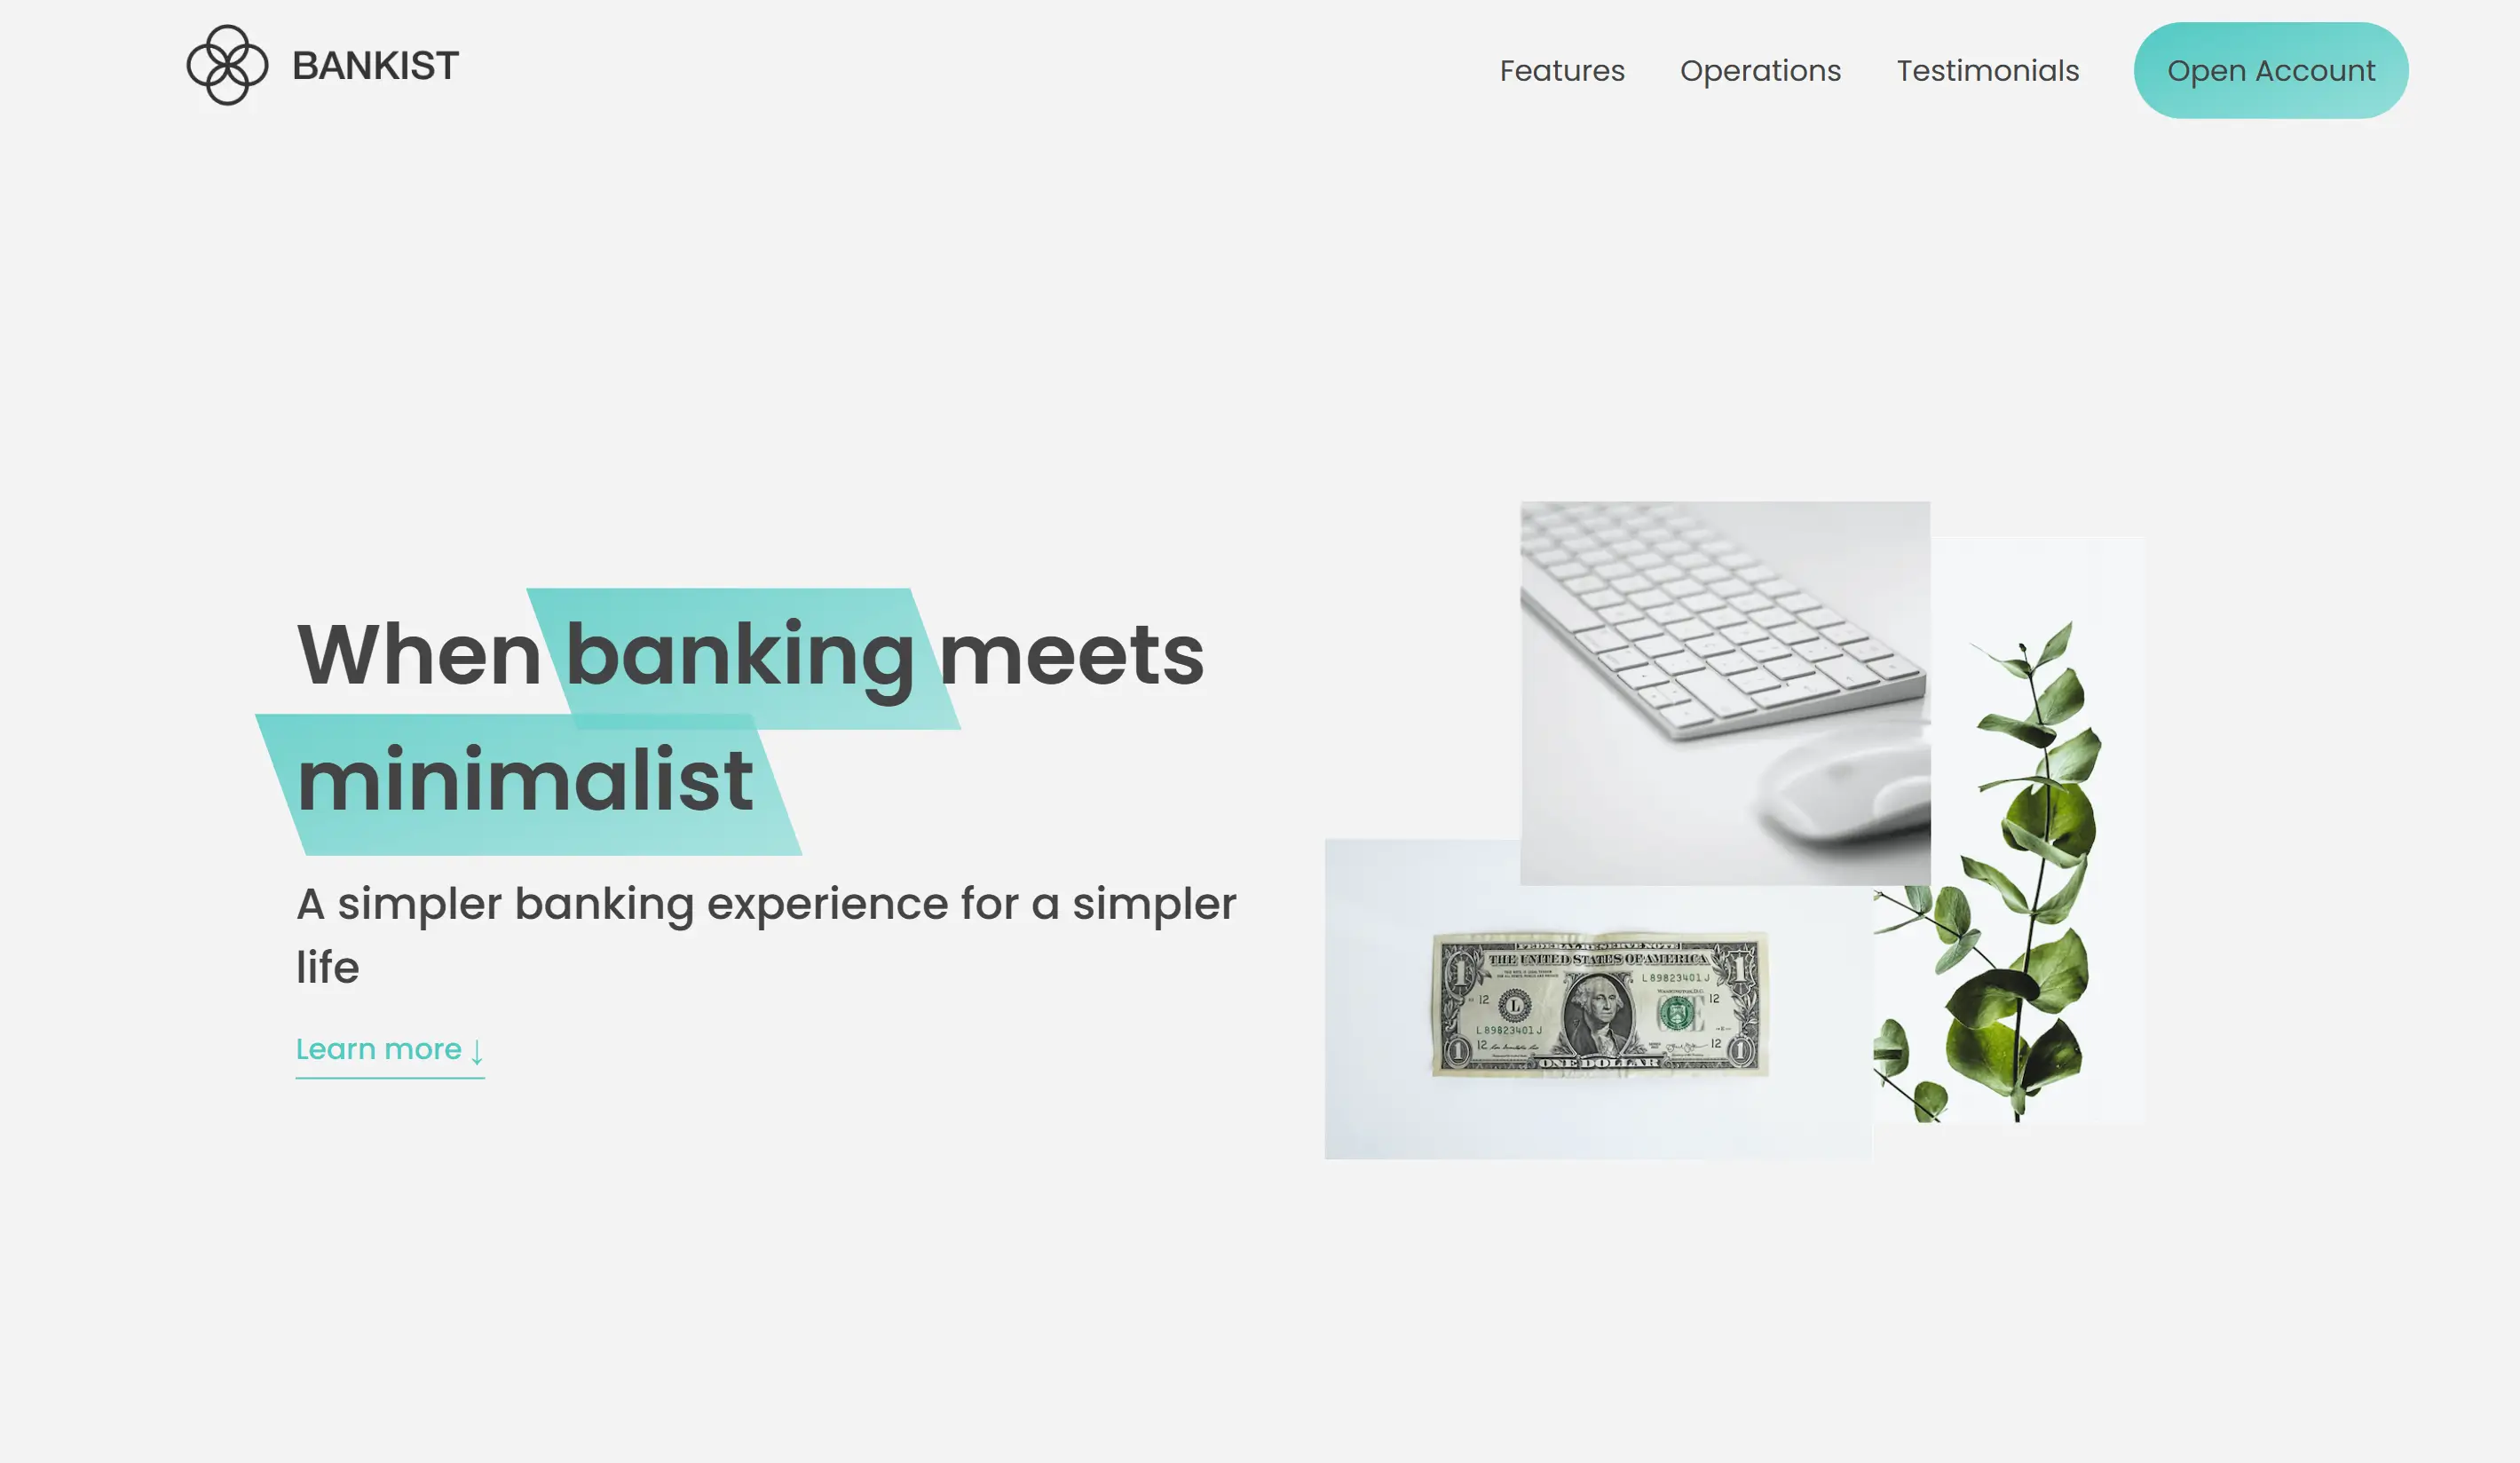 BANKIST
Features
Operations
Testimonials
Open Account
When banking meets
minimalist
A simpler banking experience for a simpler
life
Learn more ↓
FEDERAL RESERVE NOTE
THE UNITED STATES OF AMERICA
L 89823401 J
WASHINGTON, D.C.
12
12
L
L 89823401 J
12
12
1
1
1
1
ONE DOLLAR